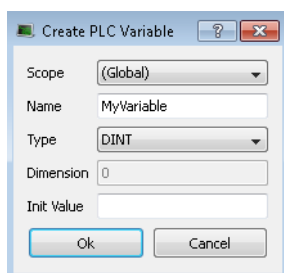 Create PLC Variable
Scope (Global)
Name MyVariable
Type DINT
Dimension 0
Init Value
Ok Cancel